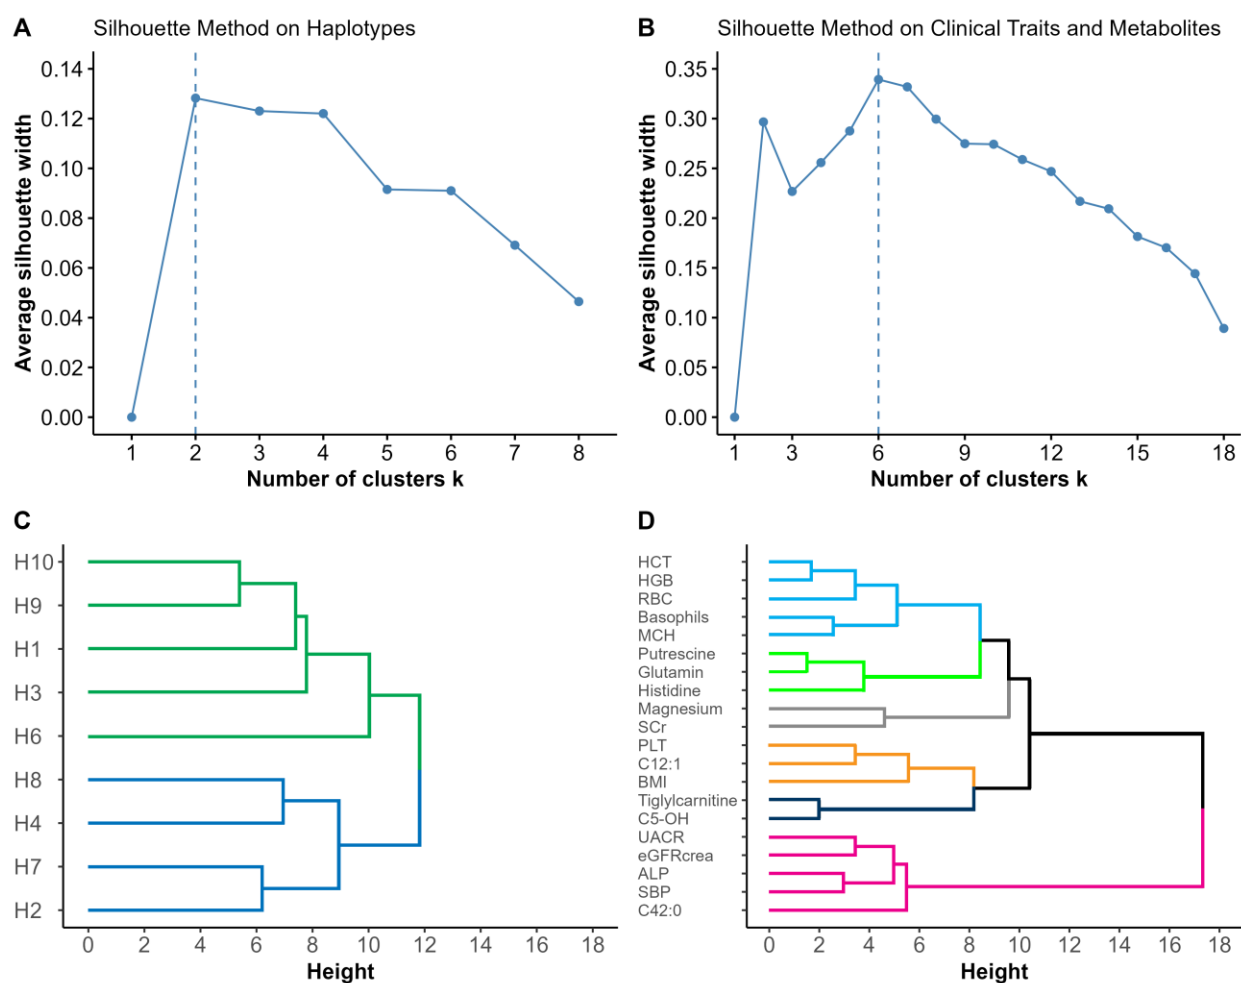 A
Silhouette Method on Haplotypes
Average silhouette width
0.14
0.12
0.10
0.08
0.06
0.04
0.02
0.00
1 2 3 4 5 6 7 8
Number of clusters k
B
Silhouette Method on Clinical Traits and Metabolites
Average silhouette width
0.35
0.30
0.25
0.20
0.15
0.10
0.05
0.00
1 3 6 9 12 15 18
Number of clusters k
C
H10
H9
H1
H3
H6
H8
H4
H7
H2
0 2 4 6 8 10 12 14 16 18
Height
D
HCT
HGB
RBC
Basophils
MCH
Putrescine
Glutamin
Histidine
Magnesium
SCr
PLT
C12:1
BMI
Tiglylcarnitine
C5-OH
UACR
eGFRcrea
ALP
SBP
C42:0
0 2 4 6 8 10 12 14 16 18
Height